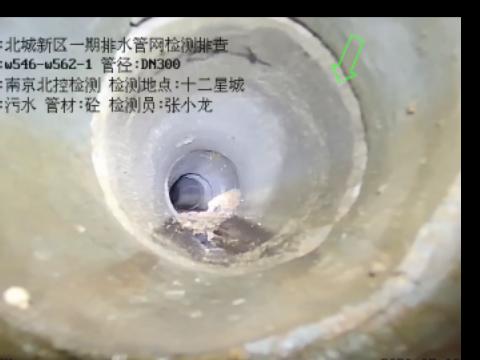 :北城新区一期排水管网检测排查
:w546-w562-1 管径:DN300
:南京北控检测 检测地点:十二星城
:污水 管材:砼 检测员:张小龙